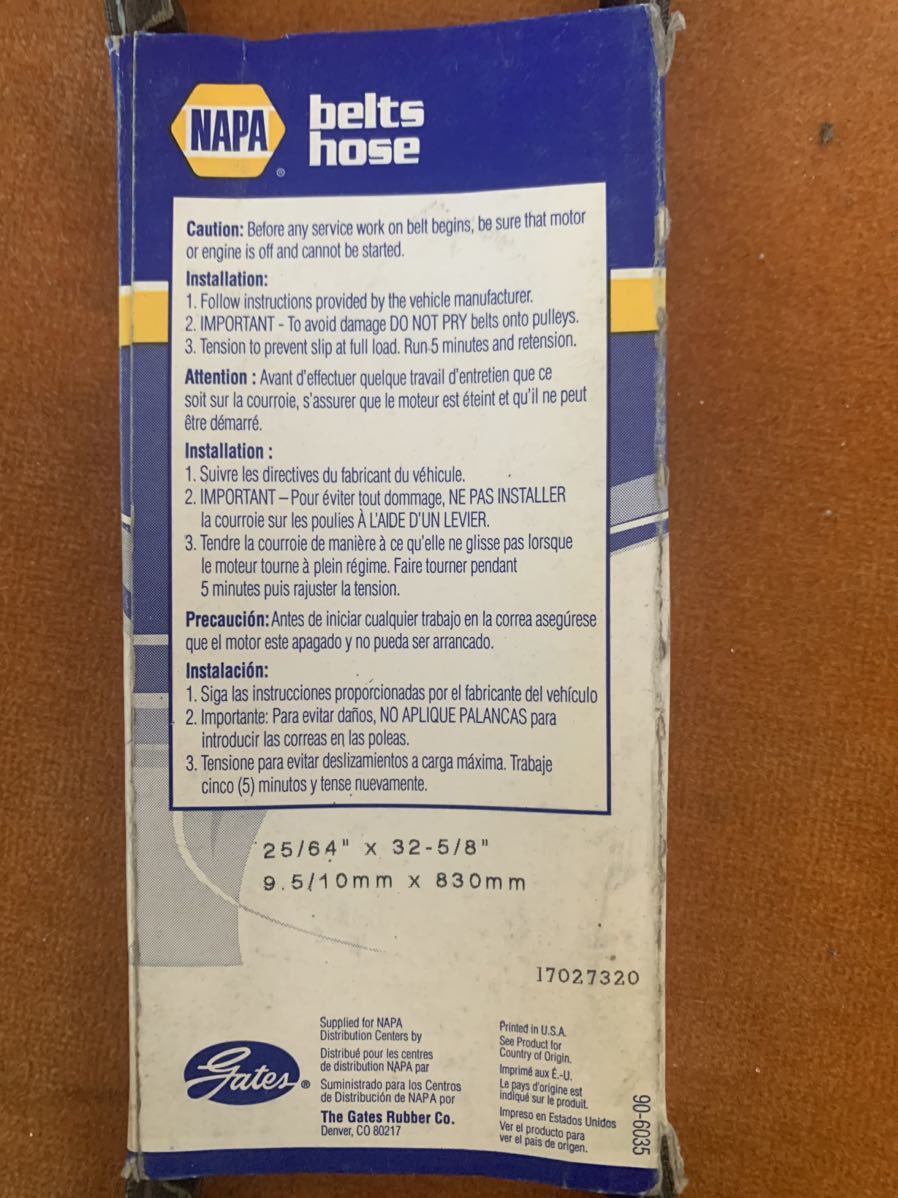 NAPA
®
belts
hose
Caution: Before any service work on belt begins, be sure that motor
or engine is off and cannot be started.
Installation:
1. Follow instructions provided by the vehicle manufacturer.
2. IMPORTANT - To avoid damage DO NOT PRY belts onto pulleys.
3. Tension to prevent slip at full load. Run 5 minutes and retension.
Attention : Avant d'effectuer quelque travail d'entretien que ce
soit sur la courroie, s'assurer que le moteur est éteint et qu'il ne peut
être démarré.
Installation :
1. Suivre les directives du fabricant du véhicule.
2. IMPORTANT – Pour éviter tout dommage, NE PAS INSTALLER
la courroie sur les poulies À L'AIDE D'UN LEVIER.
3. Tendre la courroie de manière à ce qu'elle ne glisse pas lorsque
le moteur tourne à plein régime. Faire tourner pendant
5 minutes puis rajuster la tension.
Precaución: Antes de iniciar cualquier trabajo en la correa asegúrese
que el motor este apagado y no pueda ser arrancado.
Instalación:
1. Siga las instrucciones proporcionadas por el fabricante del vehículo
2. Importante: Para evitar daños, NO APLIQUE PALANCAS para
introducir las correas en las poleas.
3. Tensione para evitar deslizamientos a carga máxima. Trabaje
cinco (5) minutos y tense nuevamente.
25/64" x 32-5/8"
9.5/10mm x 830mm
17027320
Gates ®
Supplied for NAPA
Distribution Centers by
Distribué pour les centres
de distribution NAPA par
Suministrado para los Centros
de Distribución de NAPA por
The Gates Rubber Co.
Denver, CO 80217
Printed in U.S.A.
See Product for
Country of Origin.
Imprimé aux É.-U.
Le pays d'origine est
indiqué sur le produit.
Impreso en Estados Unidos
Ver el producto para
ver el pais de origen.
90-6035